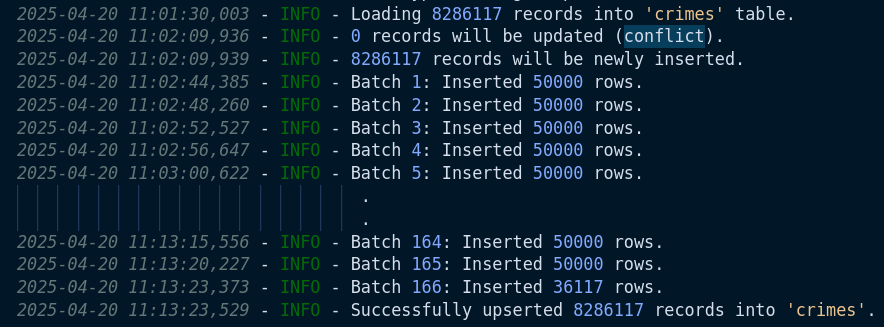 2025-04-20 11:01:30,003 - INFO - Loading 8286117 records into 'crimes' table.
2025-04-20 11:02:09,936 - INFO - 0 records will be updated (conflict).
2025-04-20 11:02:09,939 - INFO - 8286117 records will be newly inserted.
2025-04-20 11:02:44,385 - INFO - Batch 1: Inserted 50000 rows.
2025-04-20 11:02:48,260 - INFO - Batch 2: Inserted 50000 rows.
2025-04-20 11:02:52,527 - INFO - Batch 3: Inserted 50000 rows.
2025-04-20 11:02:56,647 - INFO - Batch 4: Inserted 50000 rows.
2025-04-20 11:03:00,622 - INFO - Batch 5: Inserted 50000 rows.
.
.
2025-04-20 11:13:15,556 - INFO - Batch 164: Inserted 50000 rows.
2025-04-20 11:13:20,227 - INFO - Batch 165: Inserted 50000 rows.
2025-04-20 11:13:23,373 - INFO - Batch 166: Inserted 36117 rows.
2025-04-20 11:13:23,529 - INFO - Successfully upserted 8286117 records into 'crimes'.